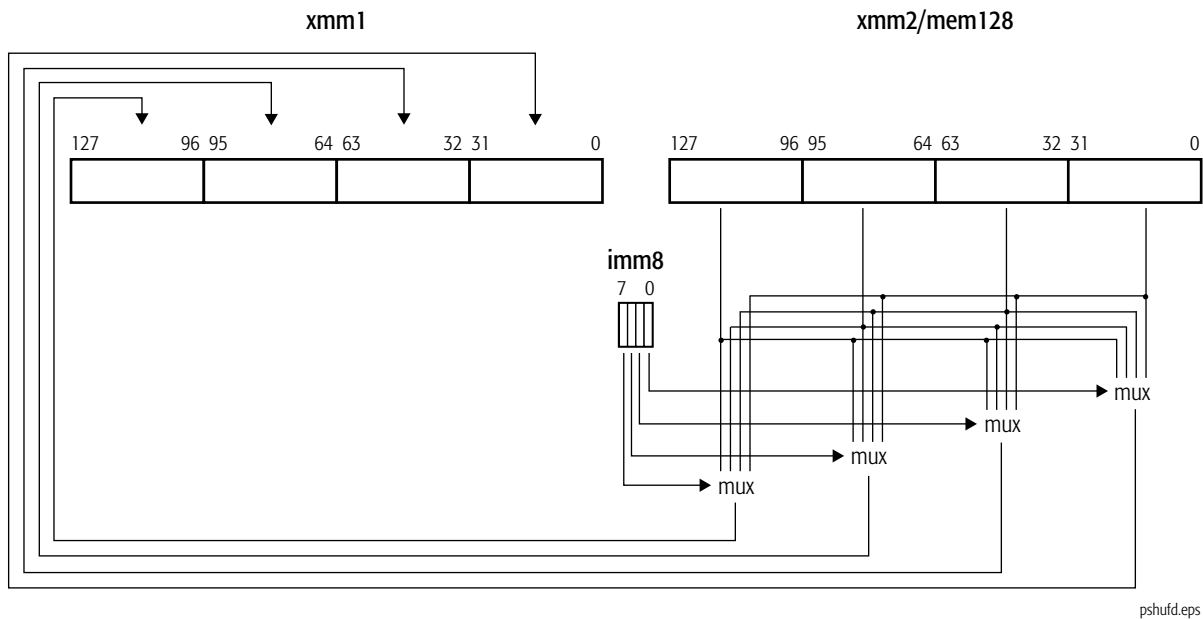 xmm1 xmm2/mem128
127 96 95 64 63 32 31 0 127 96 95 64 63 32 31 0
imm8
7 0
mux
mux
mux
mux
pshufd.eps